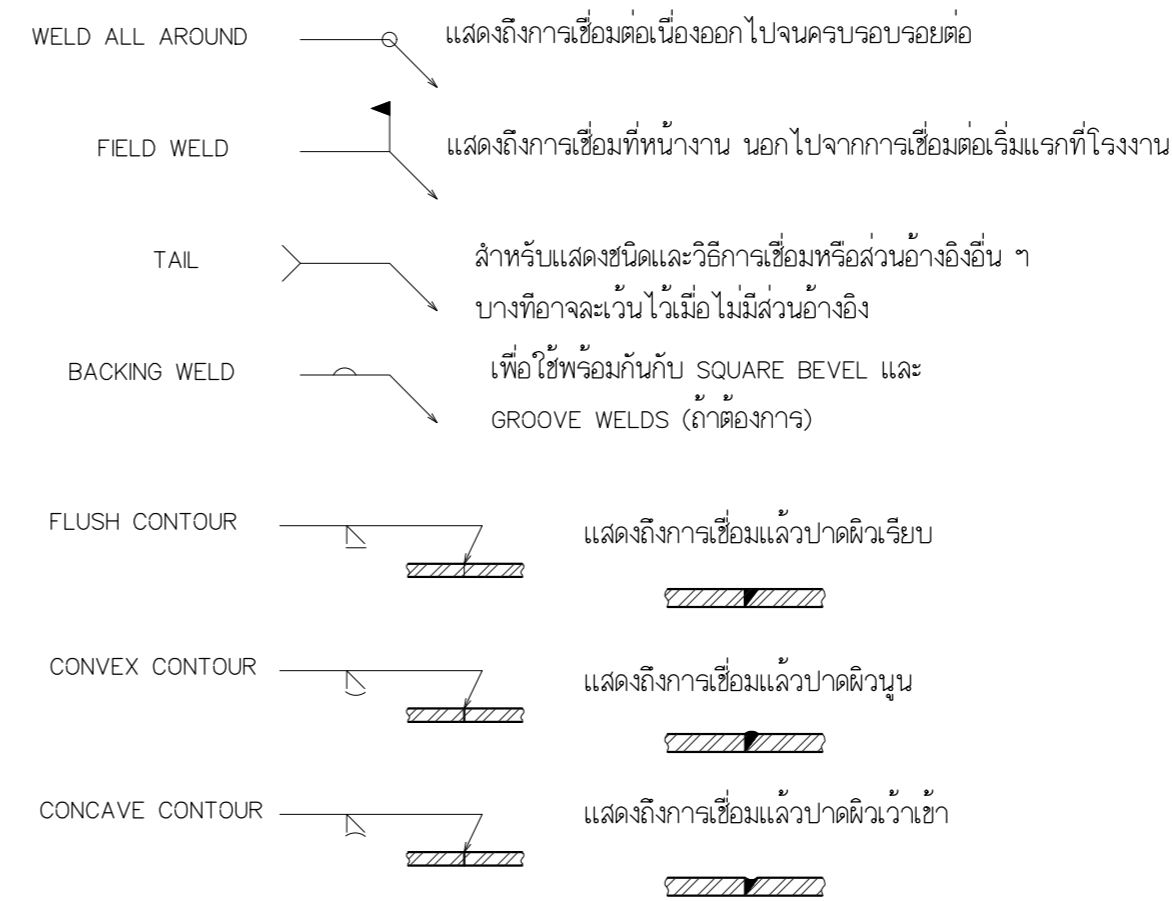 WELD ALL AROUND แสดงถึงการเชื่อมต่อเนื่องออกไปจนครบรอบรอยต่อ
FIELD WELD แสดงถึงการเชื่อมที่หน้างาน นอกไปจากการเชื่อมต่อเริ่มแรกที่โรงงาน
TAIL สำหรับแสดงชนิดและวิธีการเชื่อมหรือส่วนอ้างอิงอื่น ๆ
บางทีอาจละเว้นไว้เมื่อไม่มีส่วนอ้างอิง
BACKING WELD เพื่อใช้พร้อมกันกับ SQUARE BEVEL และ
GROOVE WELDS (ถ้าต้องการ)
FLUSH CONTOUR แสดงถึงการเชื่อมแล้วปาดผิวเรียบ
CONVEX CONTOUR แสดงถึงการเชื่อมแล้วปาดผิวนูน
CONCAVE CONTOUR แสดงถึงการเชื่อมแล้วปาดผิวเว้าเข้า